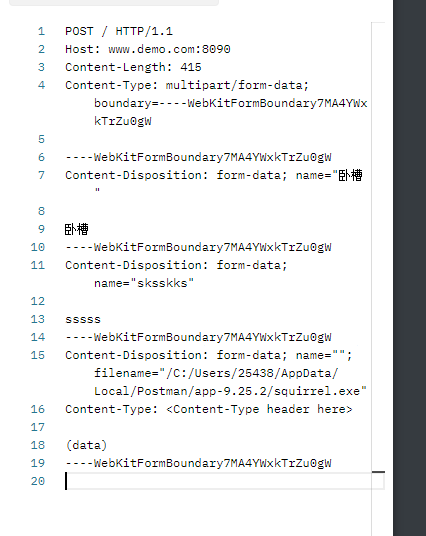 1 POST / HTTP/1.1
2 Host: www.demo.com:8090
3 Content-Length: 415
4 Content-Type: multipart/form-data;
boundary=----WebKitFormBoundary7MA4YWx
kTrZu0gW
5
6 ----WebKitFormBoundary7MA4YWxkTrZu0gW
7 Content-Disposition: form-data; name="卧槽
"
8
9 卧槽
10 ----WebKitFormBoundary7MA4YWxkTrZu0gW
11 Content-Disposition: form-data;
name="sksskks"
12
13 sssss
14 ----WebKitFormBoundary7MA4YWxkTrZu0gW
15 Content-Disposition: form-data; name="";
filename="/C:/Users/25438/AppData/
Local/Postman/app-9.25.2/squirrel.exe"
16 Content-Type: <Content-Type header here>
17
18 (data)
19 ----WebKitFormBoundary7MA4YWxkTrZu0gW
20